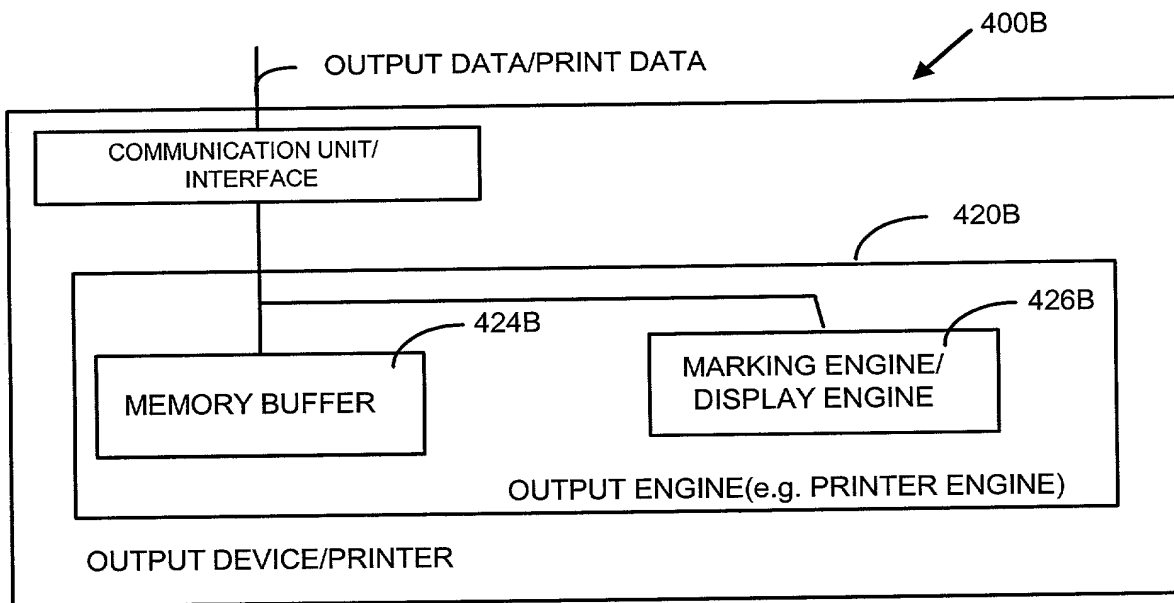 400B
OUTPUT DATA/PRINT DATA
COMMUNICATION UNIT/
INTERFACE
420B
424B
426B
MEMORY BUFFER
MARKING ENGINE/
DISPLAY ENGINE
OUTPUT ENGINE(e.g. PRINTER ENGINE)
OUTPUT DEVICE/PRINTER